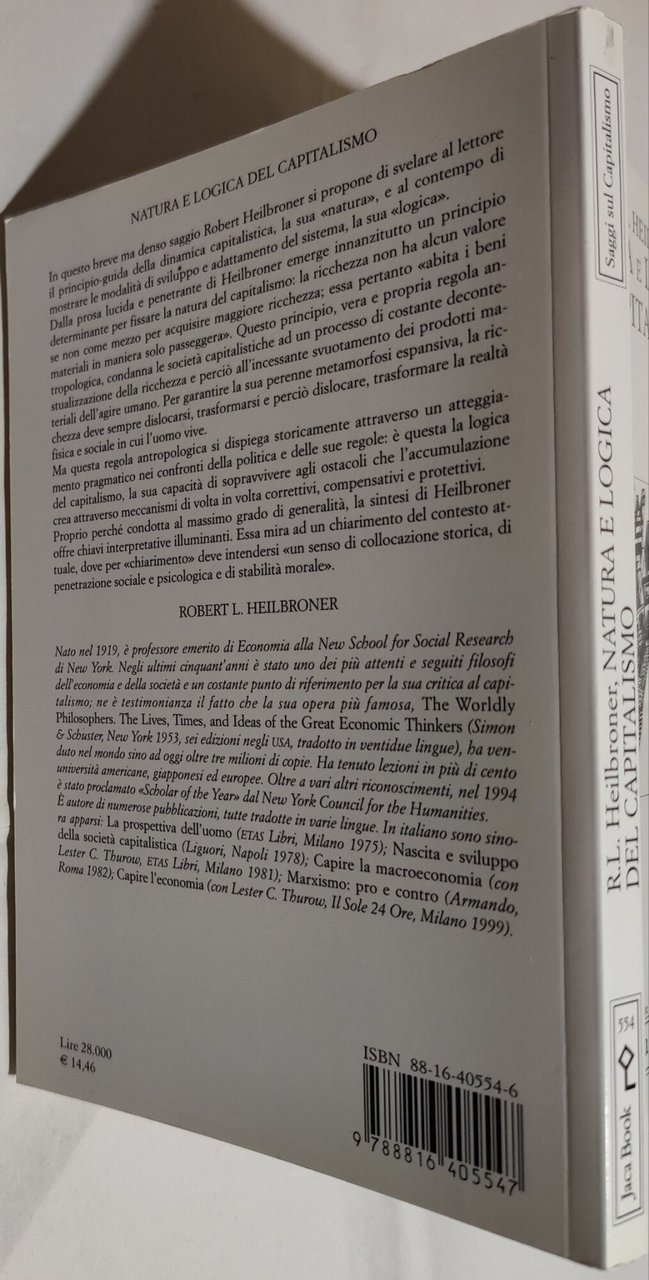 NATURA E LOGICA DEL CAPITALISMO
In questo breve ma denso saggio Robert Heilbroner si propone di svelare al lettore
il principio-guida della dinamica capitalistica, la sua «natura», e al contempo di
mostrare le modalità di sviluppo e adattamento del sistema, la sua «logica».
Dalla prosa lucida e penetrante di Heilbroner emerge innanzitutto un principio
determinante per fissare la natura del capitalismo: la ricchezza non ha alcun valore
se non come mezzo per acquisire maggiore ricchezza; essa pertanto «abita i beni
materiali in maniera solo passeggera». Questo principio, vera e propria regola an-
tropologica, condanna le società capitalistiche ad un processo di costante deconte-
stualizzazione della ricchezza e perciò all'incessante svuotamento dei prodotti ma-
teriali dell'agire umano. Per garantire la sua perenne metamorfosi espansiva, la ric-
chezza deve sempre dislocarsi, trasformarsi e perciò dislocare, trasformare la realtà
fisica e sociale in cui l'uomo vive.
Ma questa regola antropologica si dispiega storicamente attraverso un atteggia-
mento pragmatico nei confronti della politica e delle sue regole: è questa la logica
del capitalismo, la sua capacità di sopravvivere agli ostacoli che l'accumulazione
crea attraverso meccanismi di volta in volta correttivi, compensativi e protettivi.
Proprio perché condotta al massimo grado di generalità, la sintesi di Heilbroner
offre chiavi interpretative illuminanti. Essa mira ad un chiarimento del contesto at-
tuale, dove per «chiarimento» deve intendersi «un senso di collocazione storica, di
penetrazione sociale e psicologica e di stabilità morale».
ROBERT L. HEILBRONER
Nato nel 1919, è professore emerito di Economia alla New School for Social Research
di New York. Negli ultimi cinquant'anni è stato uno dei più attenti e seguiti filosofi
dell'economia e della società e un costante punto di riferimento per la sua critica al capi-
talismo; ne è testimonianza il fatto che la sua opera più famosa, The Worldly
Philosophers. The Lives, Times, and Ideas of the Great Economic Thinkers (Simon
& Schuster, New York 1953, sei edizioni negli USA, tradotto in ventidue lingue), ha ven-
duto nel mondo sino ad oggi oltre tre milioni di copie. Ha tenuto lezioni in più di cento
università americane, giapponesi ed europee. Oltre a vari altri riconoscimenti, nel 1994
è stato proclamato «Scholar of the Year» dal New York Council for the Humanities.
È autore di numerose pubblicazioni, tutte tradotte in varie lingue. In italiano sono sino-
ra apparsi: La prospettiva dell'uomo (ETAS Libri, Milano 1975); Nascita e sviluppo
della società capitalistica (Liguori, Napoli 1978); Capire la macroeconomia (con
Lester C. Thurow, ETAS Libri, Milano 1981); Marxismo: pro e contro (Armando,
Roma 1982); Capire l'economia (con Lester C. Thurow, Il Sole 24 Ore, Milano 1999).
Lire 28.000
€ 14,46
ISBN 88-16-40554-6
9 788816 405547
Saggi sul Capitalismo
R.L. Heilbroner, NATURA E LOGICA
DEL CAPITALISMO
554
Jaca Book